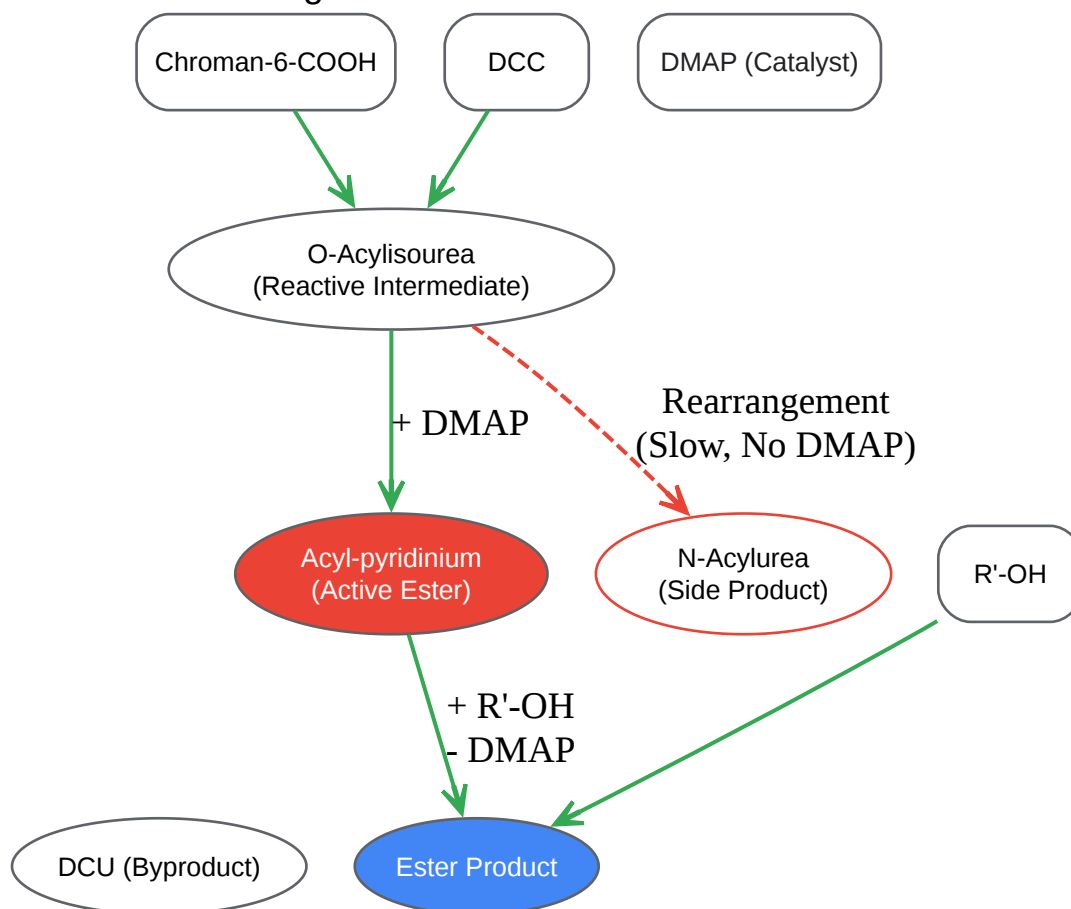 Chroman-6-COOH
DCC
DMAP (Catalyst)
O-Acylisourea
(Reactive Intermediate)
+ DMAP
Rearrangement
(Slow, No DMAP)
Acyl-pyridinium
(Active Ester)
N-Acylurea
(Side Product)
R'-OH
+ R'-OH
- DMAP
DCU (Byproduct)
Ester Product